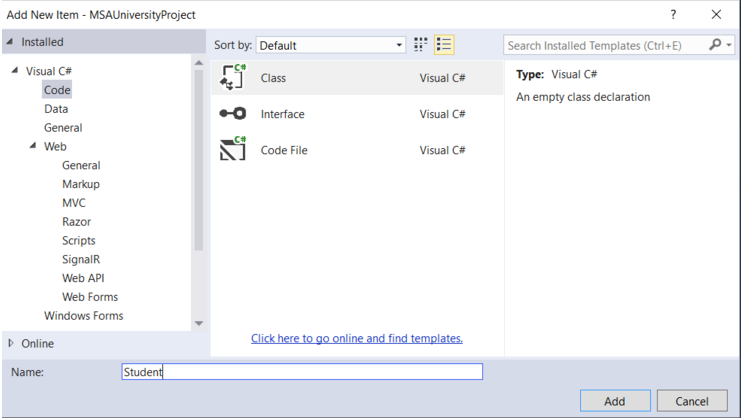 Add New Item - MSAUniversityProject
?
Installed
Sort by: Default
Search Installed Templates (Ctrl+E)
Visual C#
Code
Data
General
Web
General
Markup
MVC
Razor
Scripts
SignalR
Web API
Web Forms
Windows Forms
Online
C# Class Visual C#
Interface Visual C#
C# Code File Visual C#
Click here to go online and find templates.
Type: Visual C#
An empty class declaration
Name: Student
Add Cancel